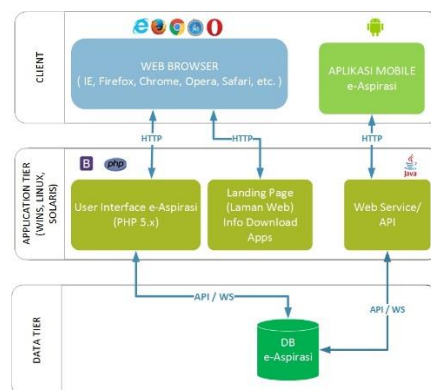 CLIENT
WEB BROWSER
( IE, Firefox, Chrome, Opera, Safari, etc. )
APLIKASI MOBILE
e-Aspirasi
HTTP
HTTP
HTTP
APPLICATION TIER
(WINS, LINUX,
SOLARIS)
B
php
Java
User Interface e-Aspirasi
(PHP 5.x)
Landing Page
(Laman Web)
Info Download
Apps
Web Service/
API
API / WS
API / WS
DATA TIER
DB
e-Aspirasi